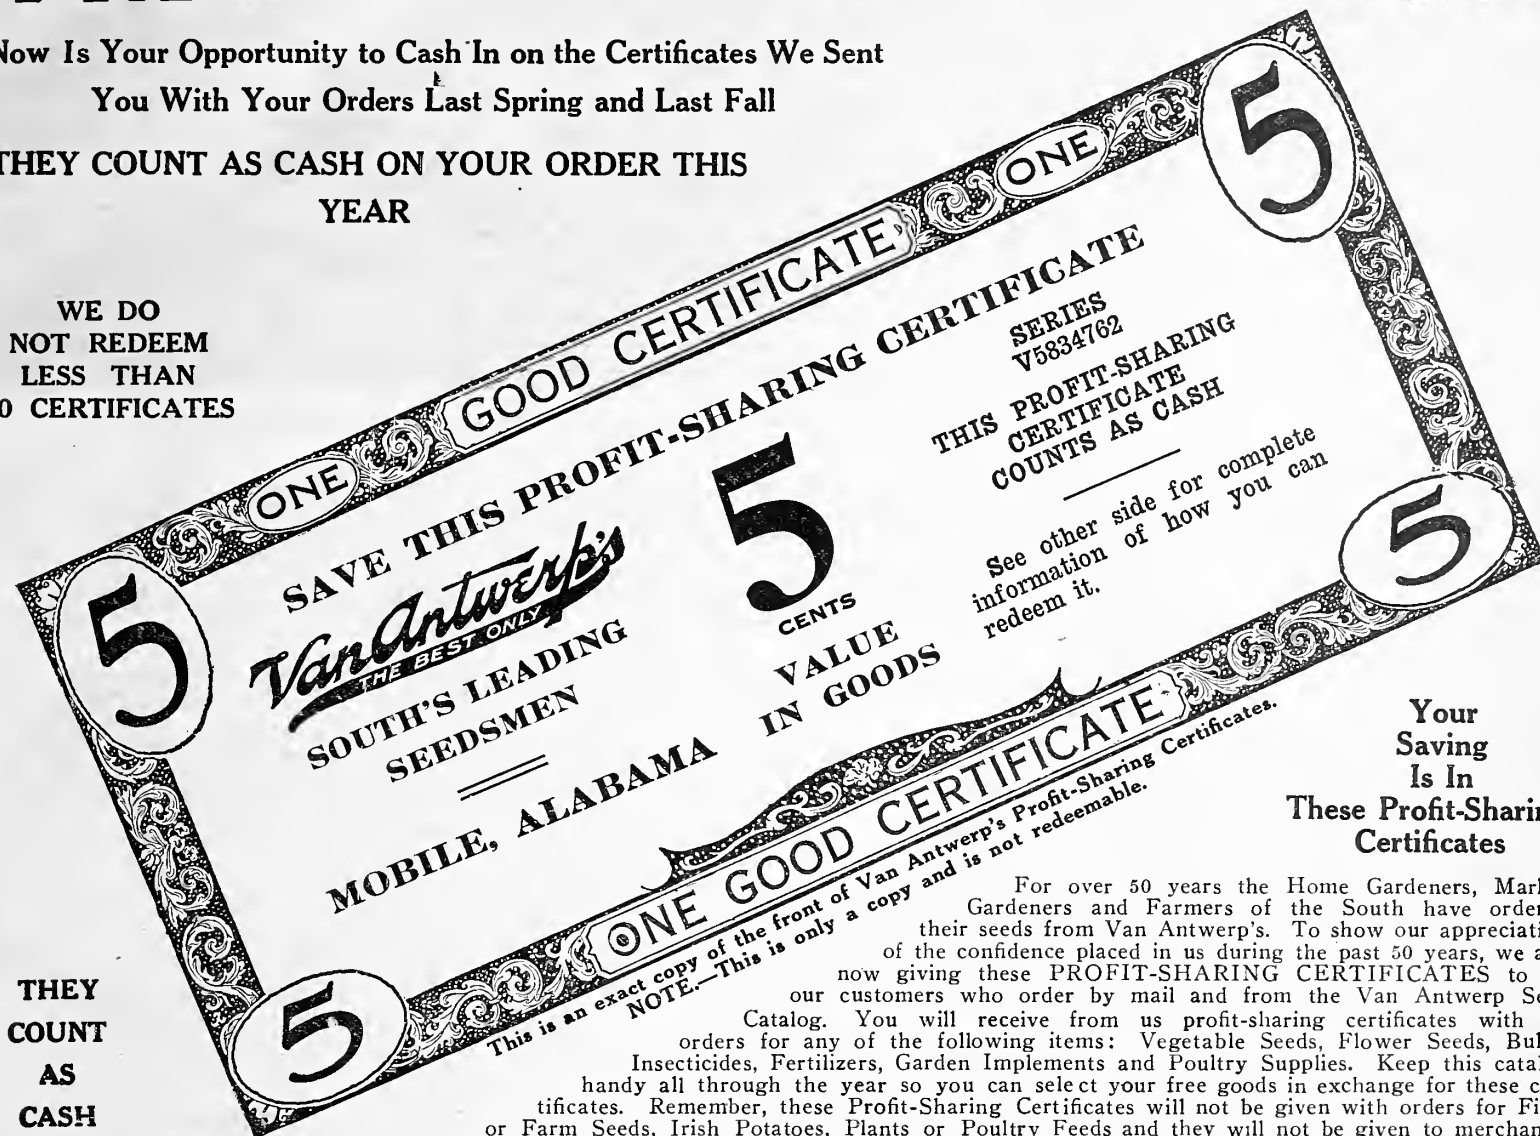 Now Is Your Opportunity to Cash In on the Certificates We Sent
You With Your Orders Last Spring and Last Fall
THEY COUNT AS CASH ON YOUR ORDER THIS
YEAR
WE DO
NOT REDEEM
LESS THAN
0 CERTIFICATES
5
ONE
GOOD CERTIFICATE
ONE
5
SAVE THIS PROFIT-SHARING CERTIFICATE
Van Antwerp's
THE BEST ONLY
SOUTH'S LEADING
SEEDSMEN
MOBILE, ALABAMA
5
CENTS
VALUE
IN GOODS
SERIES
V5834762
THIS PROFIT-SHARING
CERTIFICATE
COUNTS AS CASH
See other side for complete
information of how you can
redeem it.
5
ONE GOOD CERTIFICATE
5
This is an exact copy of the front of Van Antwerp's Profit-Sharing Certificates.
NOTE.—This is only a copy and is not redeemable.
THEY
COUNT
AS
CASH
Your
Saving
Is In
These Profit-Sharin
Certificates
For over 50 years the Home Gardeners, Mark
Gardeners and Farmers of the South have order
their seeds from Van Antwerp's. To show our appreciati
of the confidence placed in us during the past 50 years, we a
now giving these PROFIT-SHARING CERTIFICATES to
our customers who order by mail and from the Van Antwerp Se
Catalog. You will receive from us profit-sharing certificates with
orders for any of the following items: Vegetable Seeds, Flower Seeds, Bul
Insecticides, Fertilizers, Garden Implements and Poultry Supplies. Keep this catal
handy all through the year so you can select your free goods in exchange for these c
tificates. Remember, these Profit-Sharing Certificates will not be given with orders for Fi
or Farm Seeds, Irish Potatoes, Plants or Poultry Feeds and they will not be given to merchan